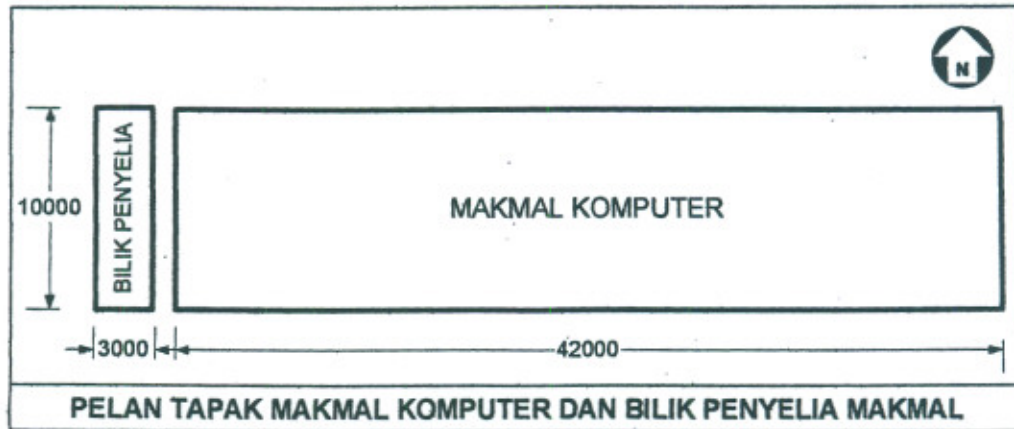 N
10000
BILIK PENYELIA
MAKMAL KOMPUTER
3000
42000
PELAN TAPAK MAKMAL KOMPUTER DAN BILIK PENYELIA MAKMAL